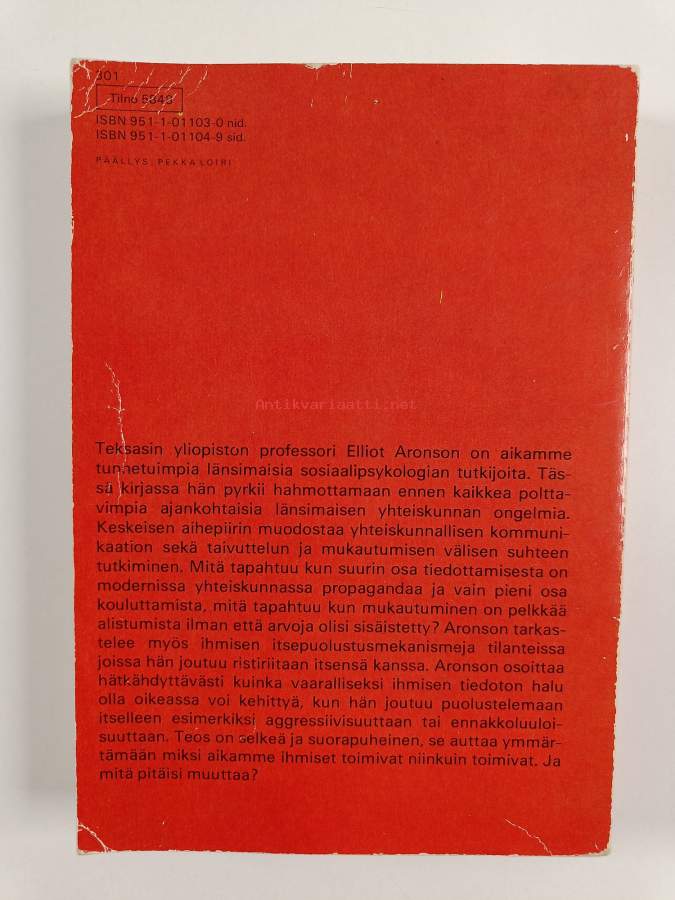 301
Tilno 5343
ISBN 951-1-01103-0 nid.
ISBN 951-1-01104-9 sid.
PÄÄLLYS: PEKKA LOIRI
Antikvariaatti.net
Teksasin yliopiston professori Elliot Aronson on aikamme
tunnetuimpia länsimaisia sosiaalipsykologian tutkijoita. Täs-
sä kirjassa hän pyrkii hahmottamaan ennen kaikkea poltta-
vimpia ajankohtaisia länsimaisen yhteiskunnan ongelmia.
Keskeisen aihepiirin muodostaa yhteiskunnallisen kommuni-
kaation sekä taivuttelun ja mukautumisen välisen suhteen
tutkiminen. Mitä tapahtuu kun suurin osa tiedottamisesta on
modernissa yhteiskunnassa propagandaa ja vain pieni osa
kouluttamista, mitä tapahtuu kun mukautuminen on pelkkää
alistumista ilman että arvoja olisi sisäistetty? Aronson tarkas-
telee myös ihmisen itsepuolustusmekanismeja tilanteissa
joissa hän joutuu ristiriitaan itsensä kanssa. Aronson osoittaa
hätkähdyttävästi kuinka vaaralliseksi ihmisen tiedoton halu
olla oikeassa voi kehittyä, kun hän joutuu puolustelemaan
itselleen esimerkiksi aggressiivisuuttaan tai ennakkoluuloi-
suuttaan. Teos on selkeä ja suorapuheinen, se auttaa ymmär-
tämään miksi aikamme ihmiset toimivat niinkuin toimivat. Ja
mitä pitäisi muuttaa?